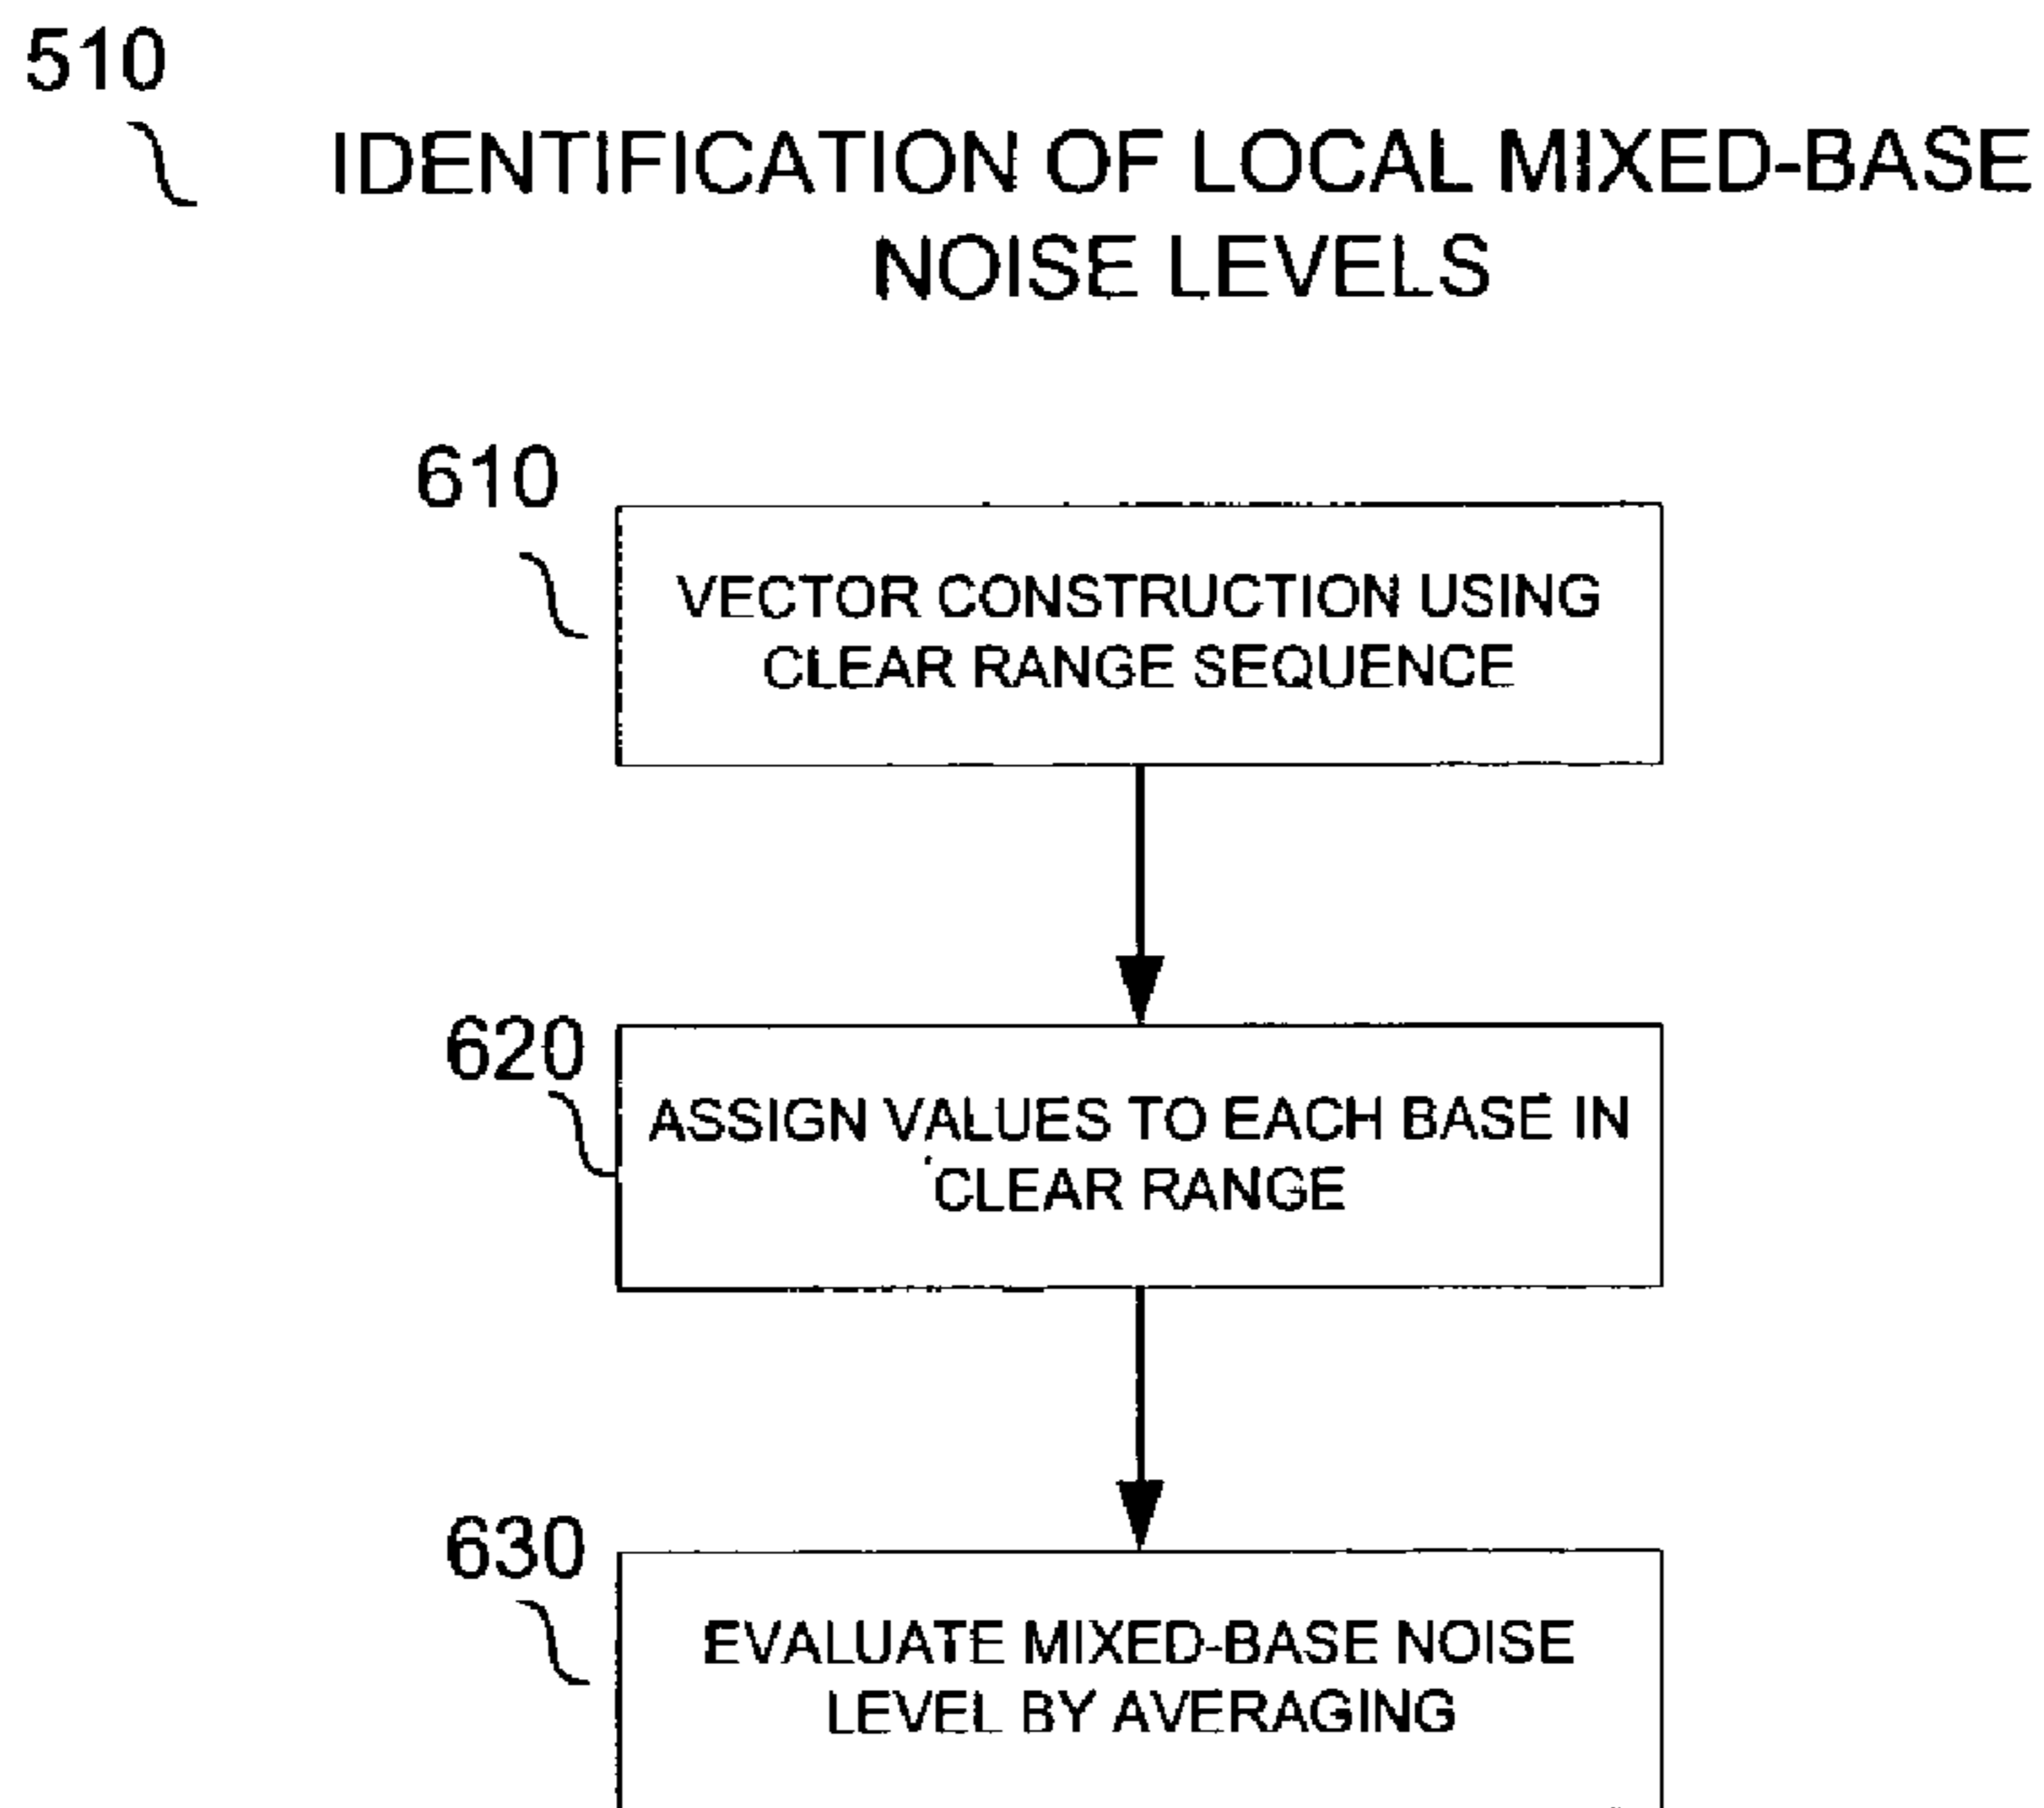 510
IDENTIFICATION OF LOCAL MIXED-BASE
NOISE LEVELS
610
VECTOR CONSTRUCTION USING
CLEAR RANGE SEQUENCE
620
ASSIGN VALUES TO EACH BASE IN
CLEAR RANGE
630
EVALUATE MIXED-BASE NOISE
LEVEL BY AVERAGING